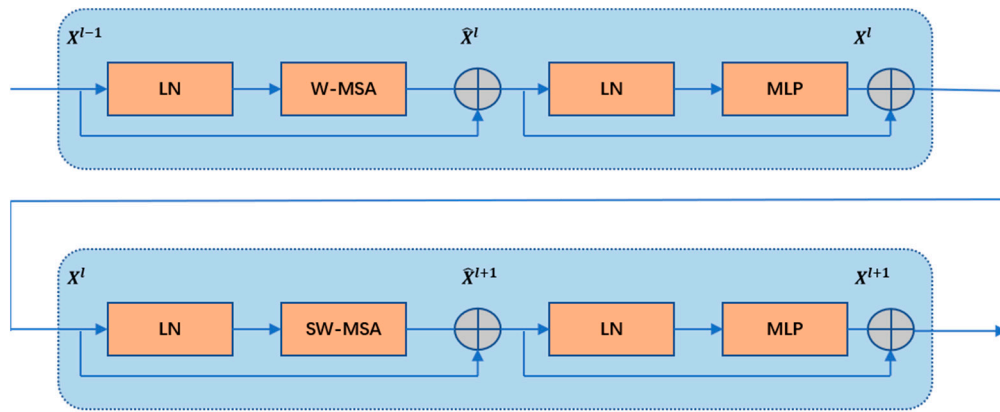 X^{l-1} X̂^l X^l
LN W-MSA LN MLP
X^l X̂^{l+1} X^{l+1}
LN SW-MSA LN MLP